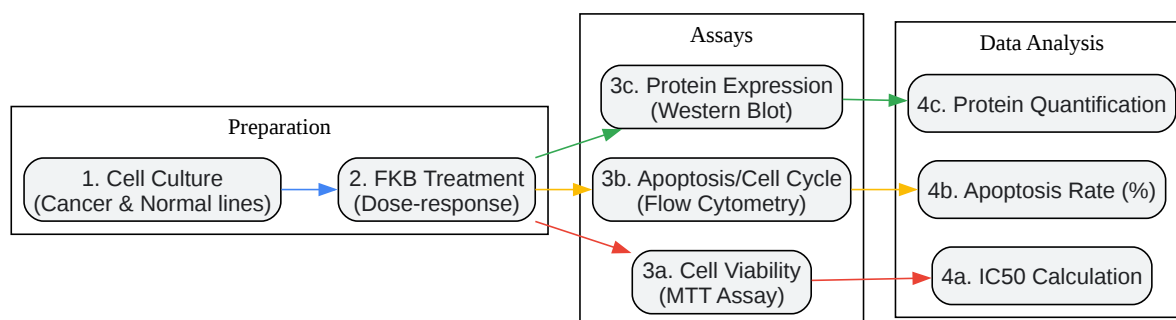 Preparation
1. Cell Culture
(Cancer & Normal lines)
2. FKB Treatment
(Dose-response)
Assays
3c. Protein Expression
(Western Blot)
3b. Apoptosis/Cell Cycle
(Flow Cytometry)
3a. Cell Viability
(MTT Assay)
Data Analysis
4c. Protein Quantification
4b. Apoptosis Rate (%)
4a. IC50 Calculation